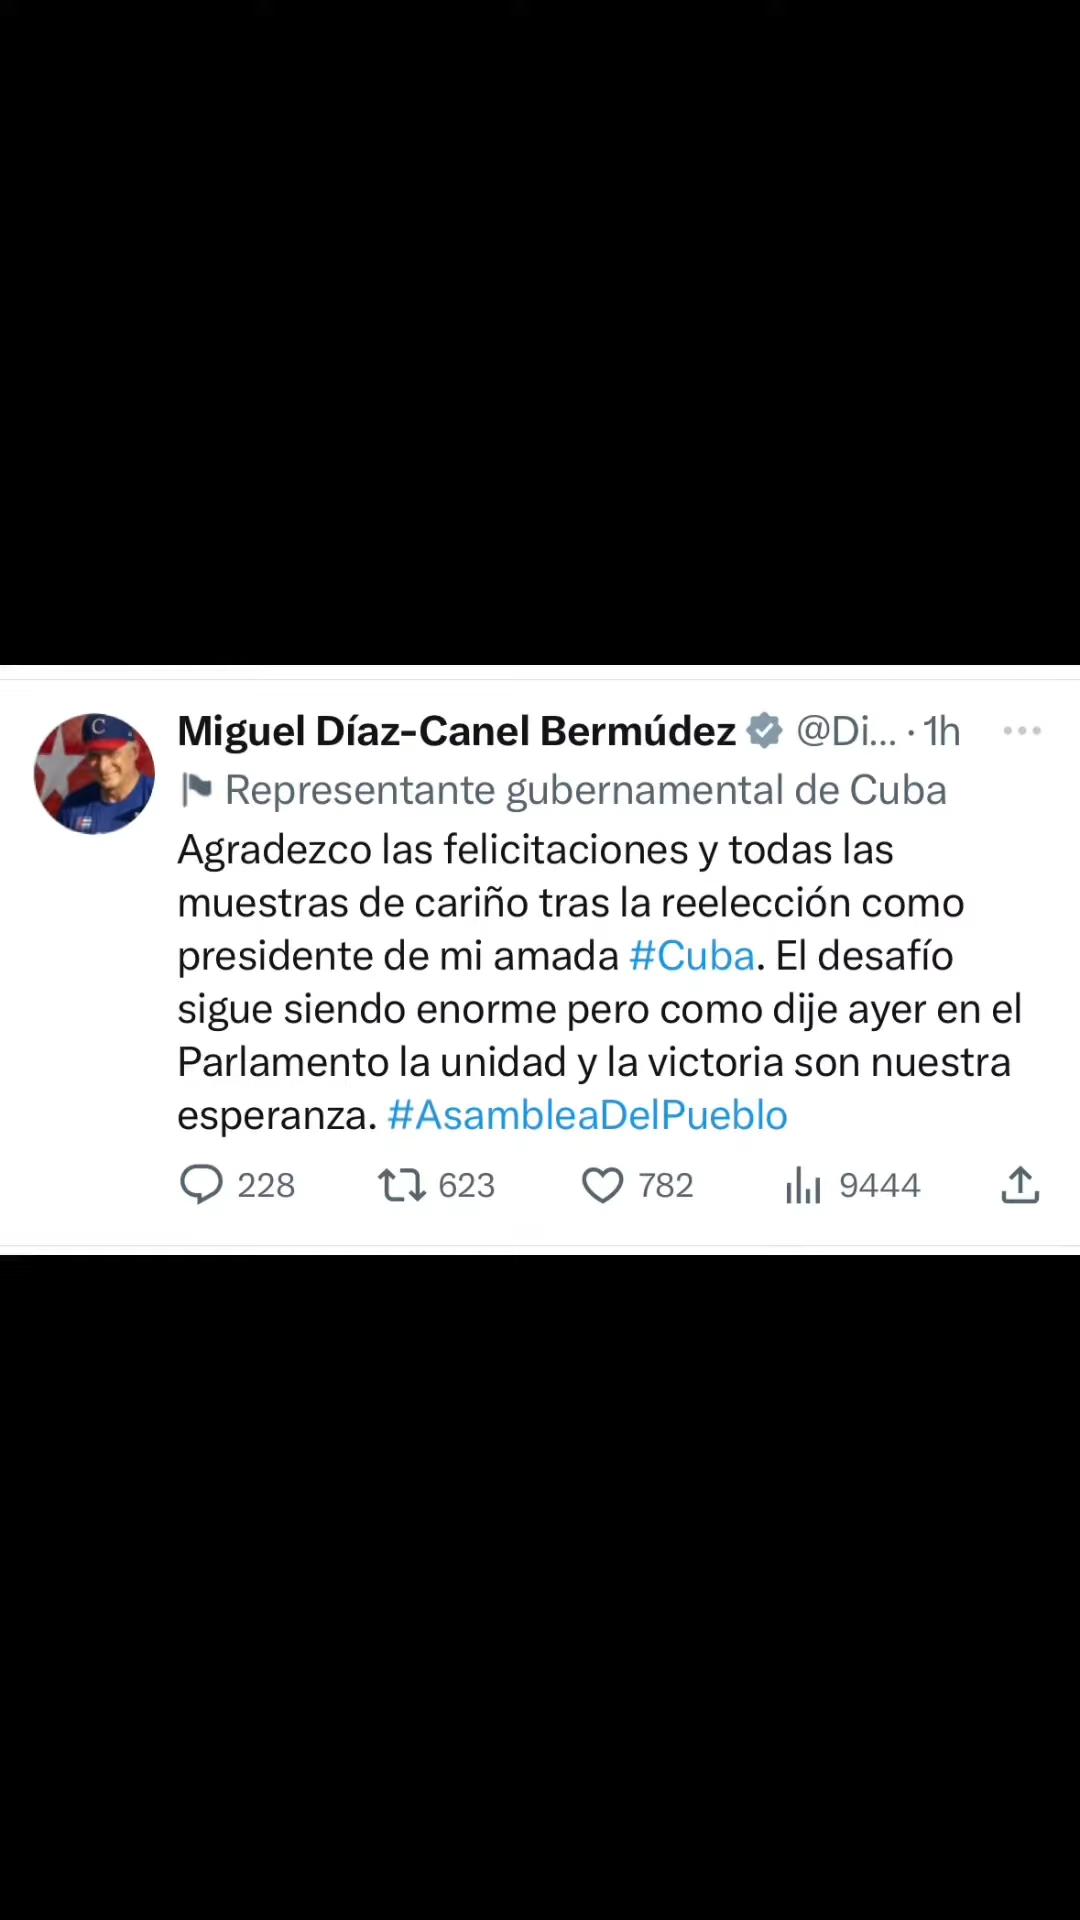 Miguel Díaz-Canel Bermúdez @Di... · 1h
Representante gubernamental de Cuba
Agradezco las felicitaciones y todas las
muestras de cariño tras la reelección como
presidente de mi amada #Cuba. El desafío
sigue siendo enorme pero como dije ayer en el
Parlamento la unidad y la victoria son nuestra
esperanza. #AsambleaDelPueblo
228 623 782 9444
C